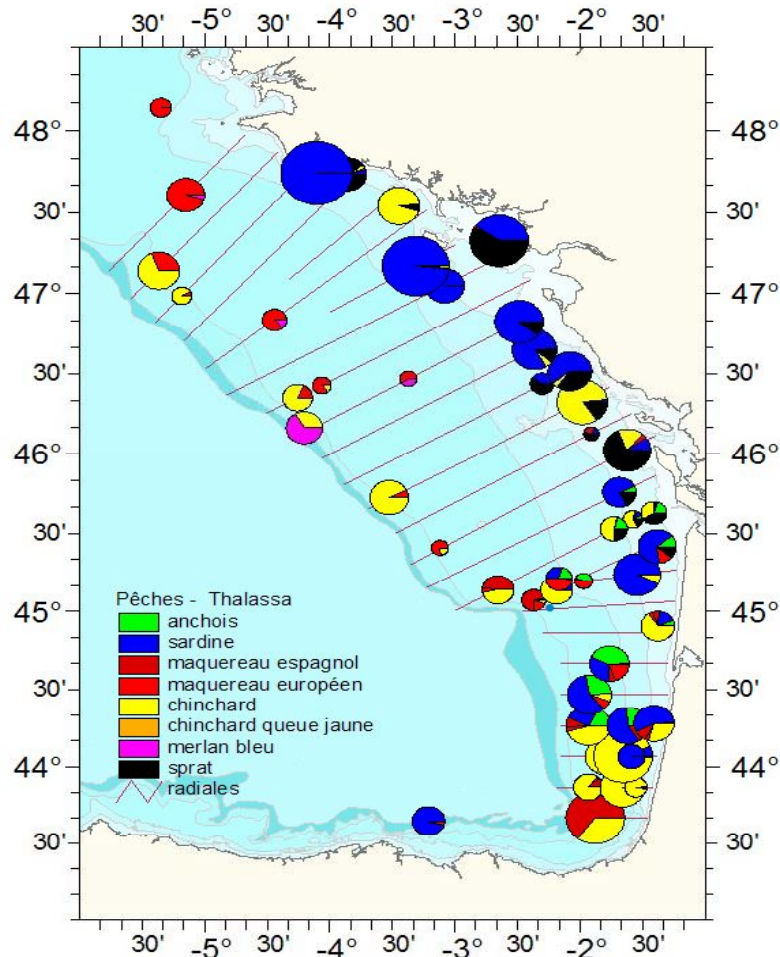 30' -5° 30' -4° 30' -3° 30' -2° 30'
48° 48°
30' 30'
47° 47°
30' 30'
46° 46°
30' 30'
45° 45°
30' 30'
44° 44°
30' 30'
Pêches - Thalassa
anchois
sardine
maquereau espagnol
maquereau européen
chinchard
chinchard queue jaune
merlan bleu
sprat
radiales
30' -5° 30' -4° 30' -3° 30' -2° 30'